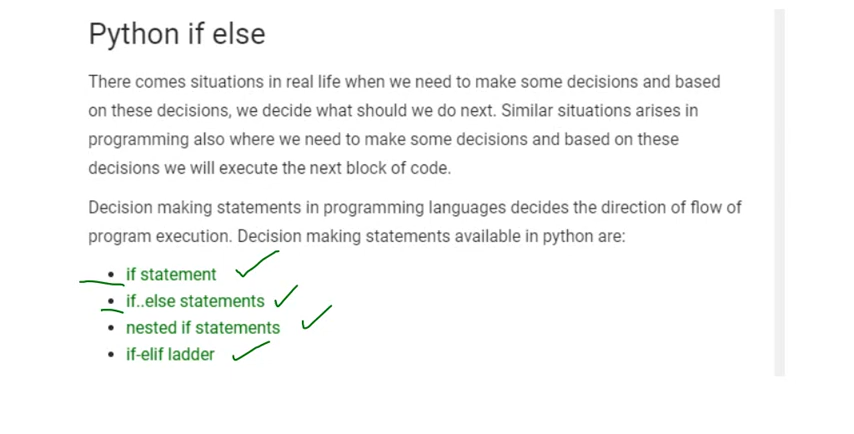 Python if else
There comes situations in real life when we need to make some decisions and based
on these decisions, we decide what should we do next. Similar situations arises in
programming also where we need to make some decisions and based on these
decisions we will execute the next block of code.
Decision making statements in programming languages decides the direction of flow of
program execution. Decision making statements available in python are:
• if statement
• if..else statements
• nested if statements
• if-elif ladder